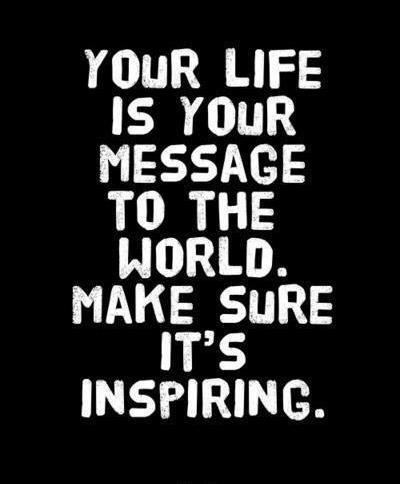 YOUR LIFE
IS YOUR
MESSAGE
TO THE
WORLD.
MAKE SURE
IT'S
INSPIRING.